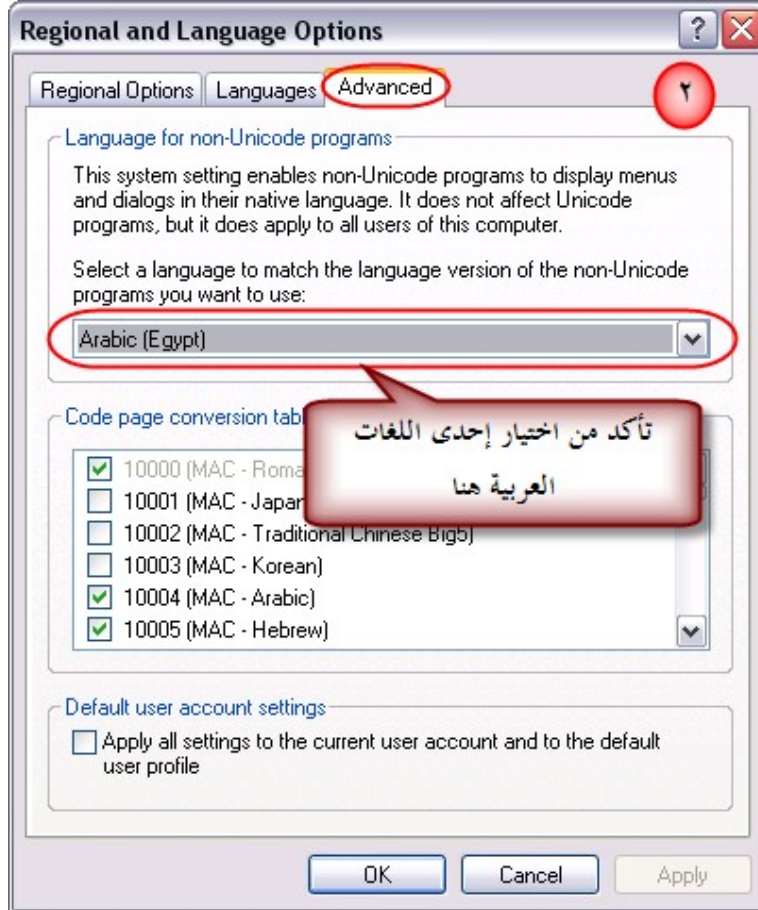 Regional and Language Options
Regional Options Languages Advanced
٢
Language for non-Unicode programs
This system setting enables non-Unicode programs to display menus
and dialogs in their native language. It does not affect Unicode
programs, but it does apply to all users of this computer.
Select a language to match the language version of the non-Unicode
programs you want to use:
Arabic (Egypt)
تأكد من اختيار إحدى اللغات
العربية هنا
Code page conversion
10000 (MAC -
10001 (MAC -
10002 (MAC - Traditional Chinese Big5)
10003 (MAC - Korean)
10004 (MAC - Arabic)
10005 (MAC - Hebrew)
Default user account settings
Apply all settings to the current user account and to the default
user profile
OK Cancel Apply